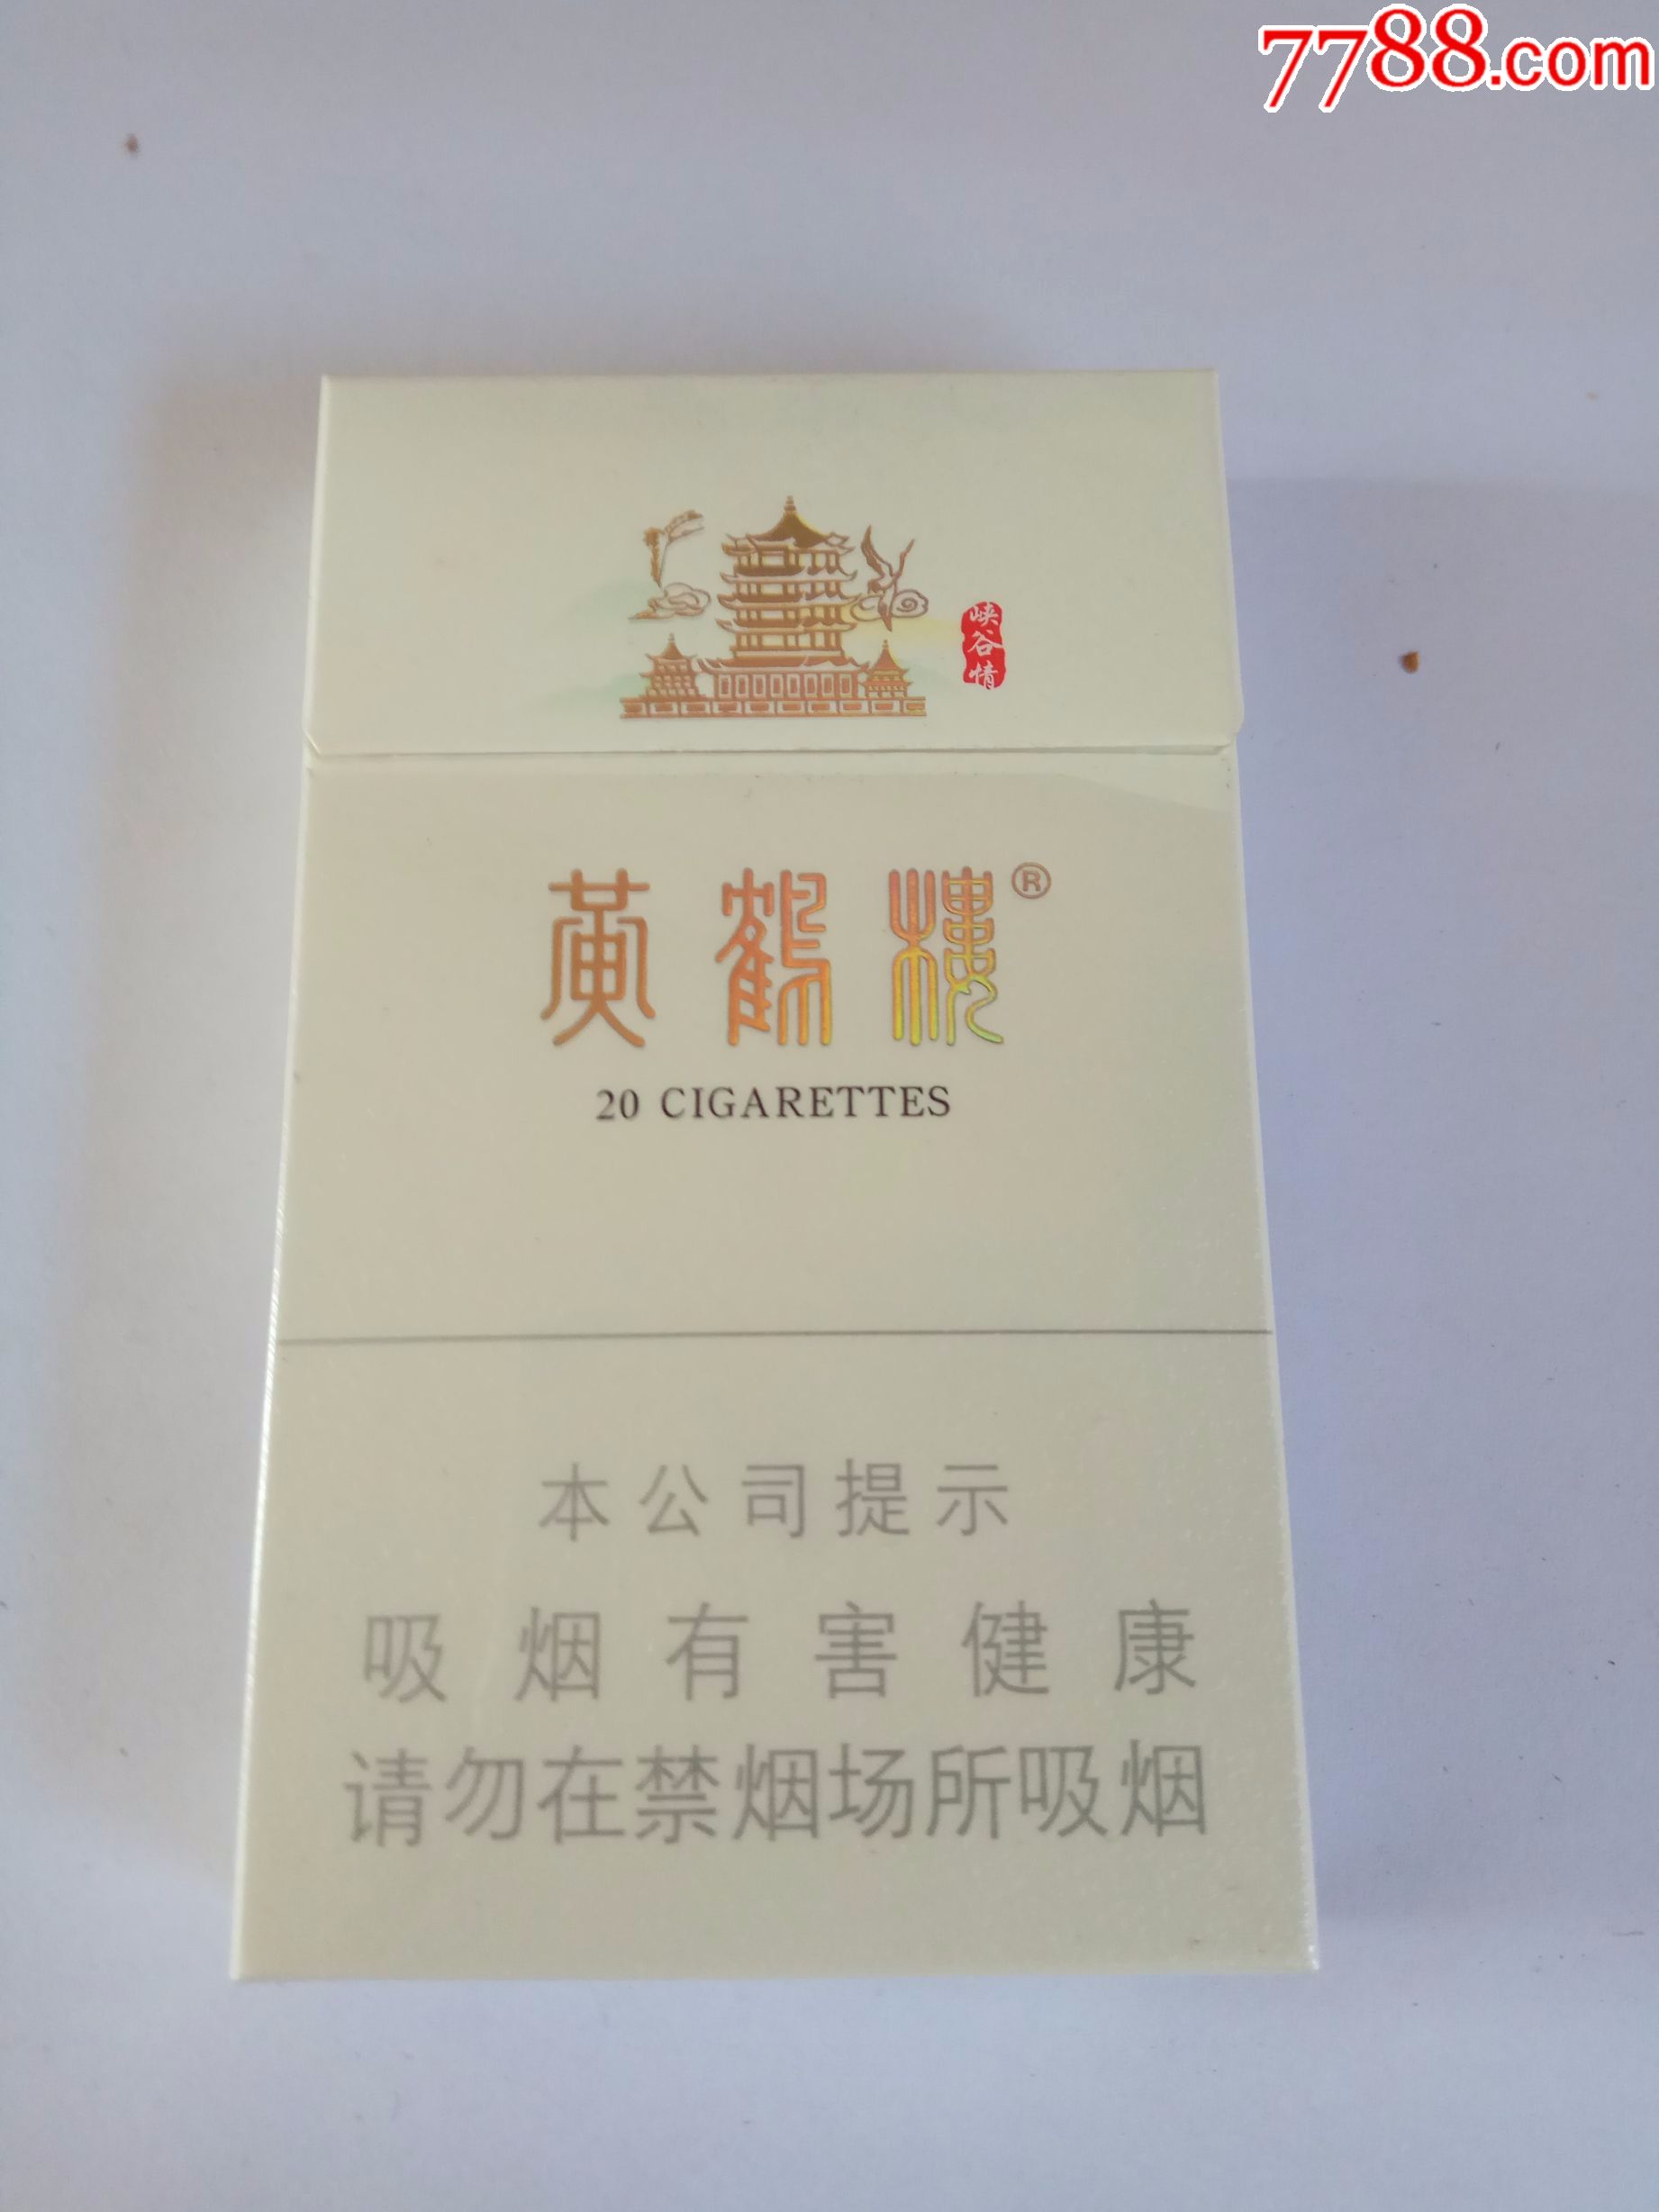 7788.com
峡谷情
黄鹤楼®
20 CIGARETTES
本公司提示
吸烟有害健康
请勿在禁烟场所吸烟